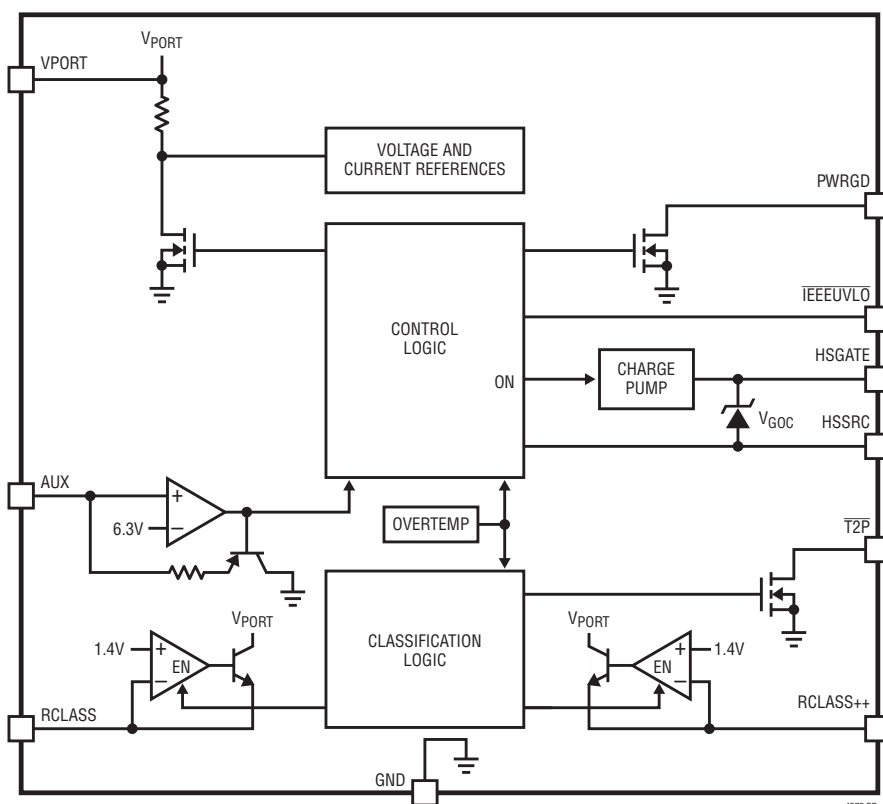 VPORT
VPORT
VOLTAGE AND
CURRENT REFERENCES
PWRGD
IEEEUVLO
CONTROL
LOGIC
ON
CHARGE
PUMP
HSGATE
VGOC
HSSRC
AUX
+
6.3V
–
OVERTEMP
T2P
VPORT
1.4V
+
EN
–
CLASSIFICATION
LOGIC
VPORT
+
1.4V
EN
–
RCLASS
RCLASS++
GND